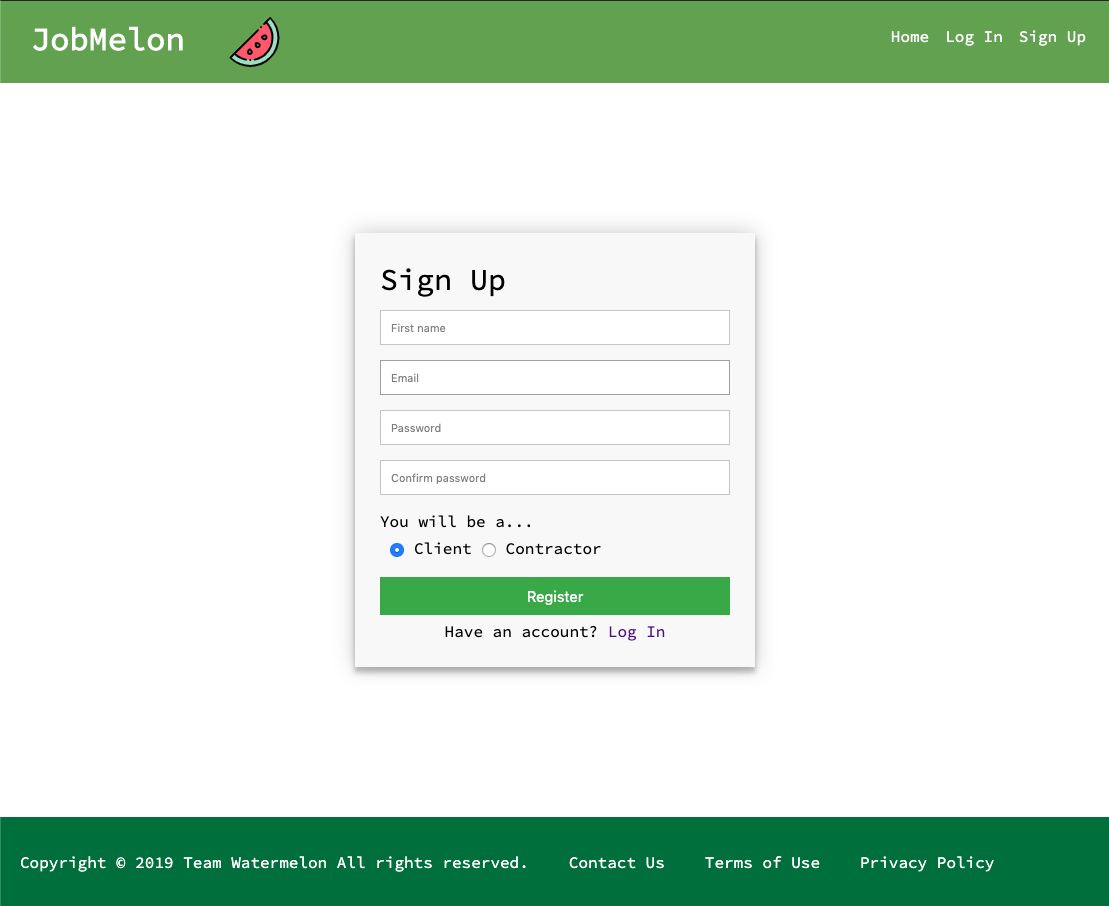 JobMelon
Home Log In Sign Up
Sign Up
First name
Email
Password
Confirm password
You will be a...
Client Contractor
Register
Have an account? Log In
Copyright © 2019 Team Watermelon All rights reserved. Contact Us Terms of Use Privacy Policy